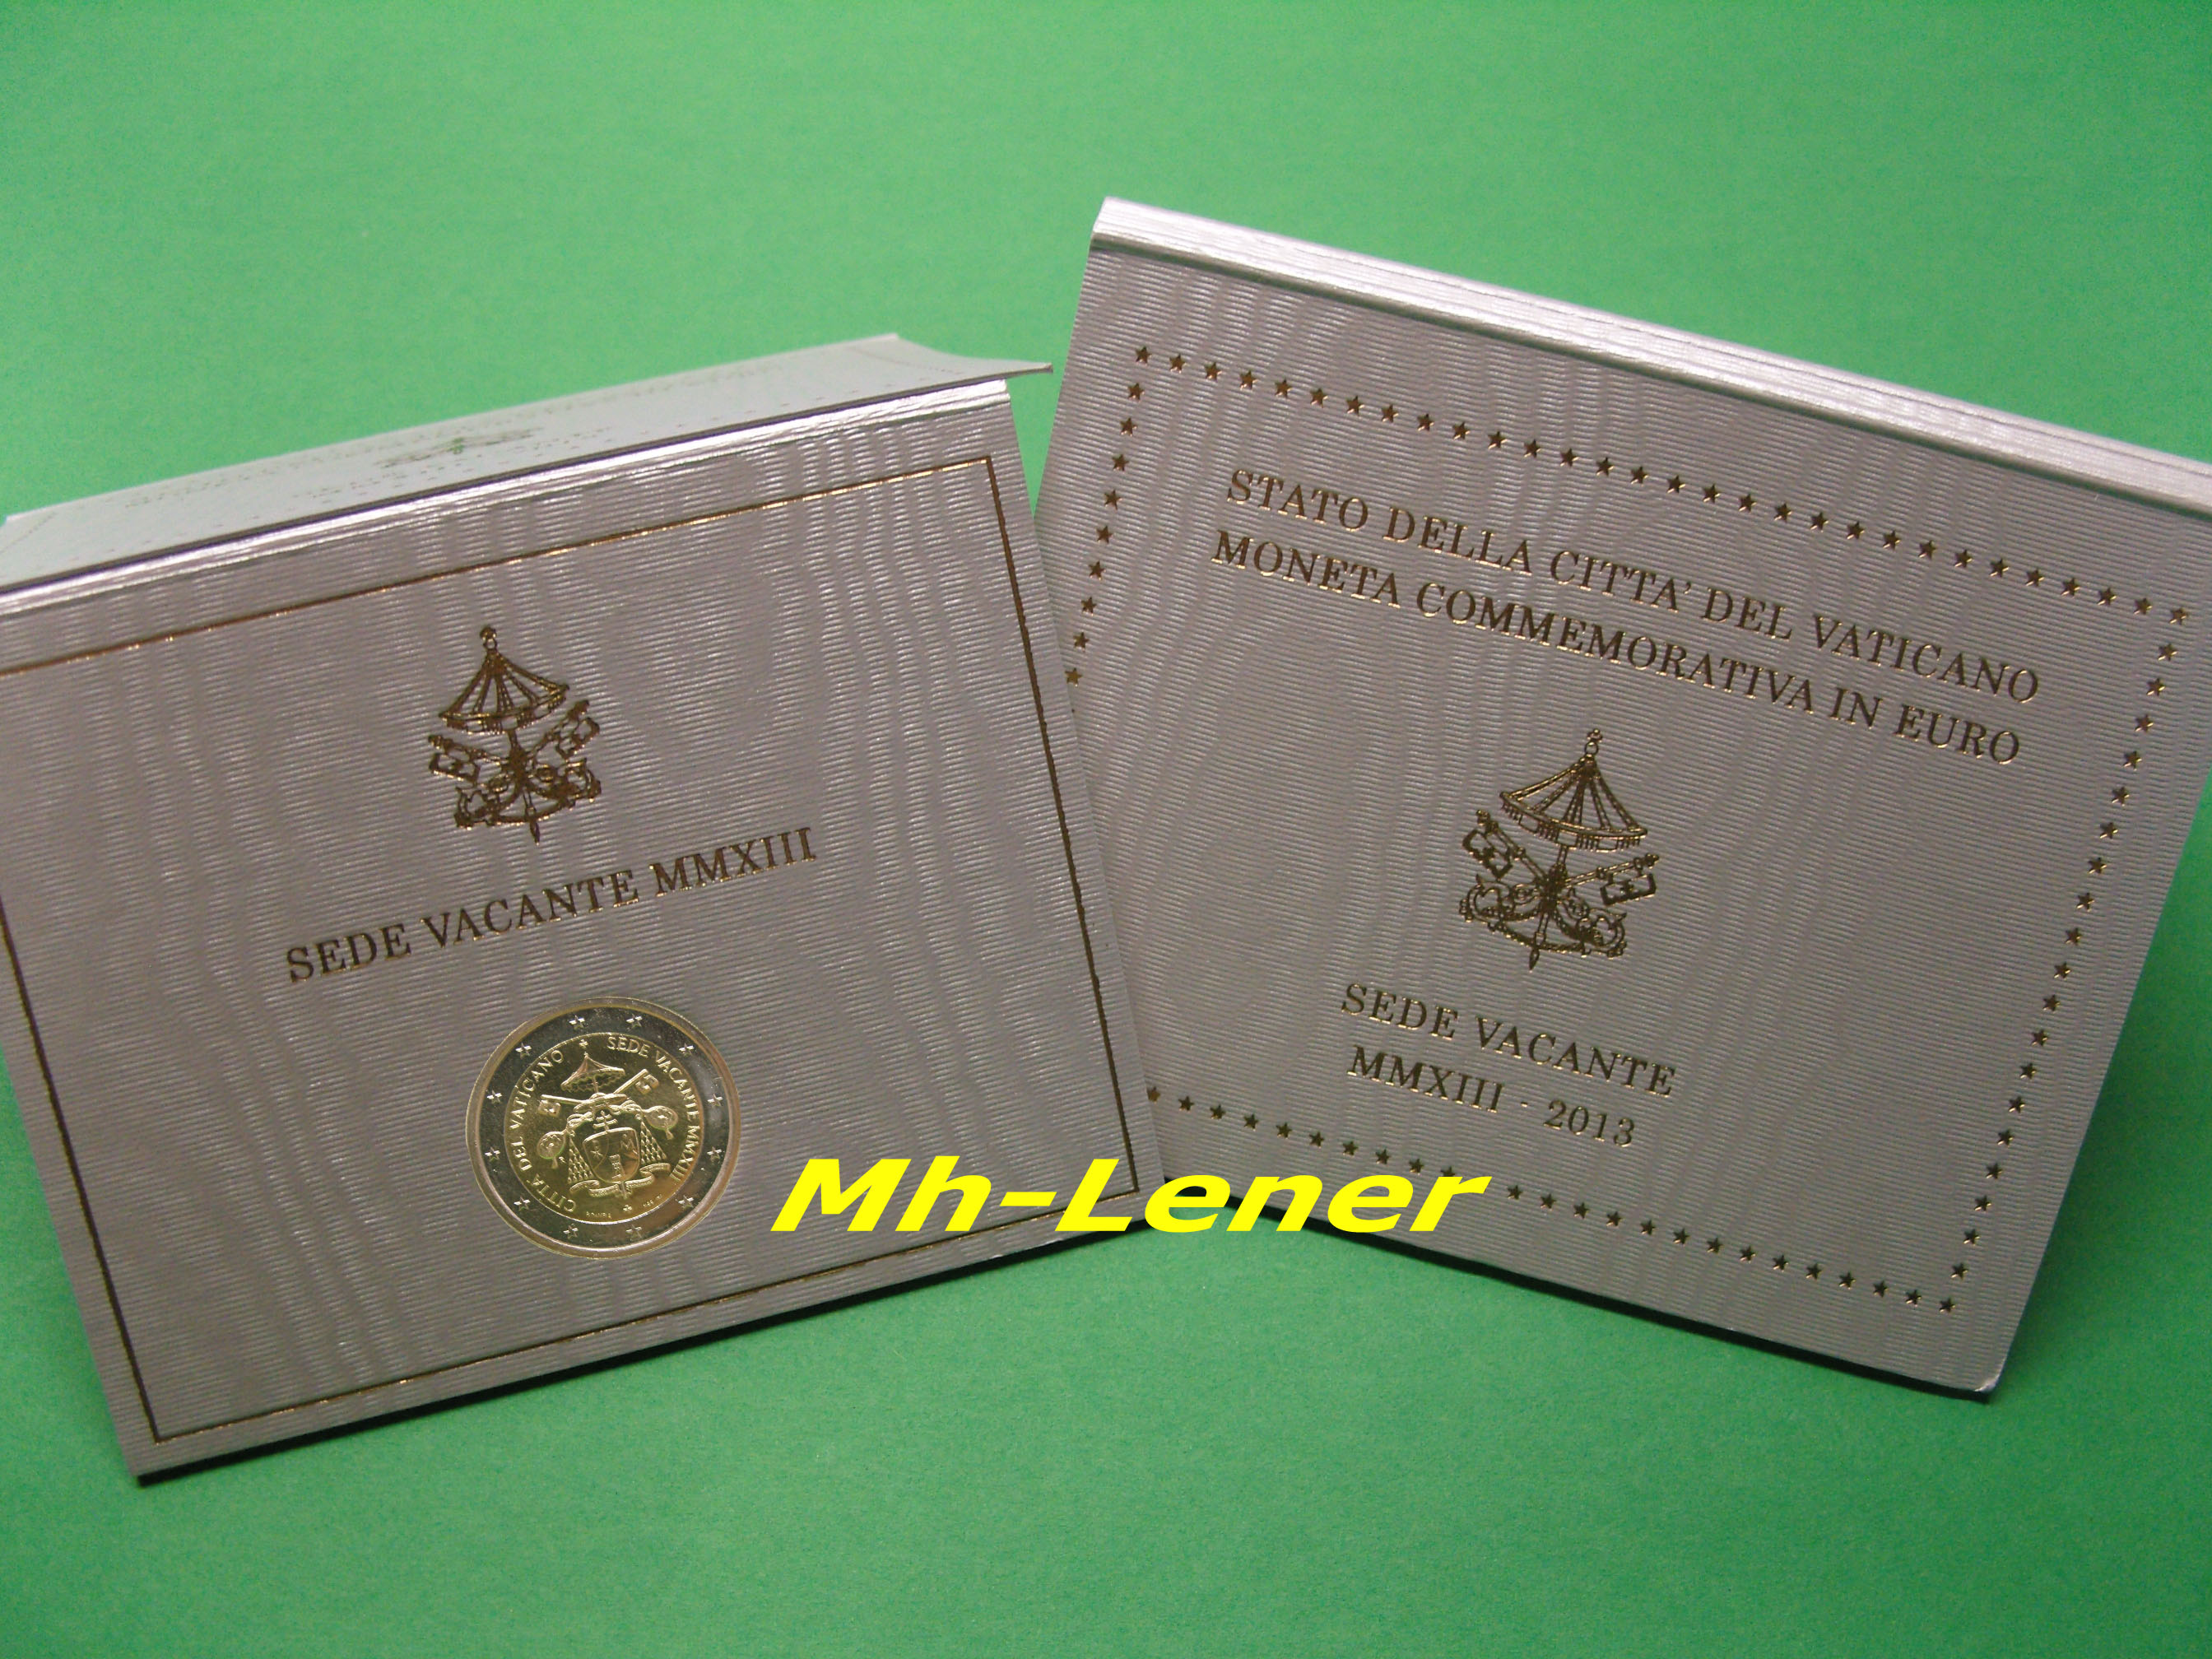 SEDE VACANTE MMXIII
CITTA' DEL VATICANO SEDE VACANTE MMXIII
STATO DELLA CITTA' DEL VATICANO
MONETA COMMEMORATIVA IN EURO
SEDE VACANTE
MMXIII - 2013
Mh-Lener